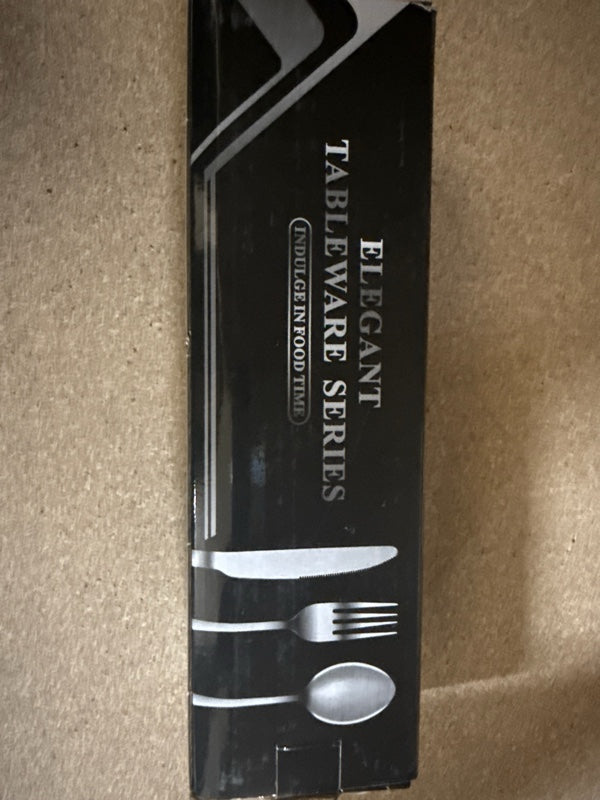 ELEGANT
TABLEWARE SERIES
INDULGE IN FOOD TIME